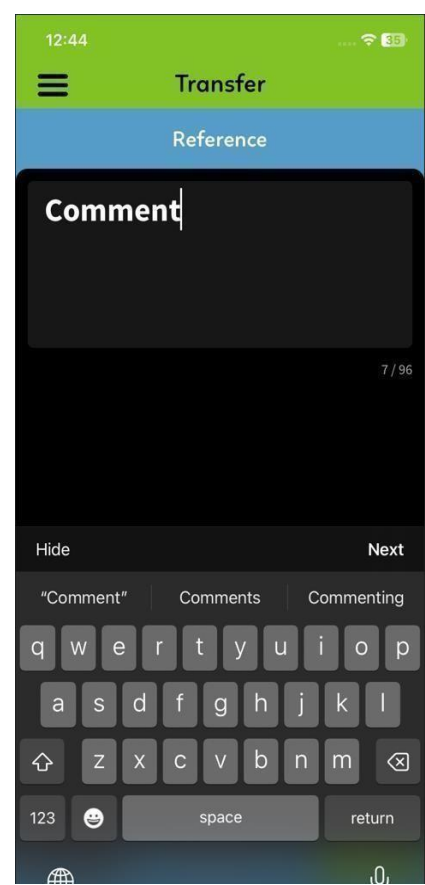 12:44 35
Transfer
Reference
Comment
7 / 96
Hide Next
“Comment” Comments Commenting
q w e r t y u i o p
a s d f g h j k l
z x c v b n m
123 space return